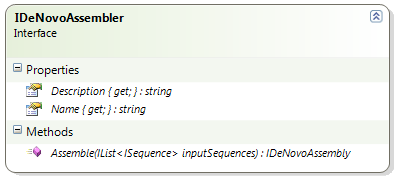 IDeNovoAssembler
Interface
Properties
Description { get; } : string
Name { get; } : string
Methods
Assemble(IList<ISequence> inputSequences) : IDeNovoAssembly